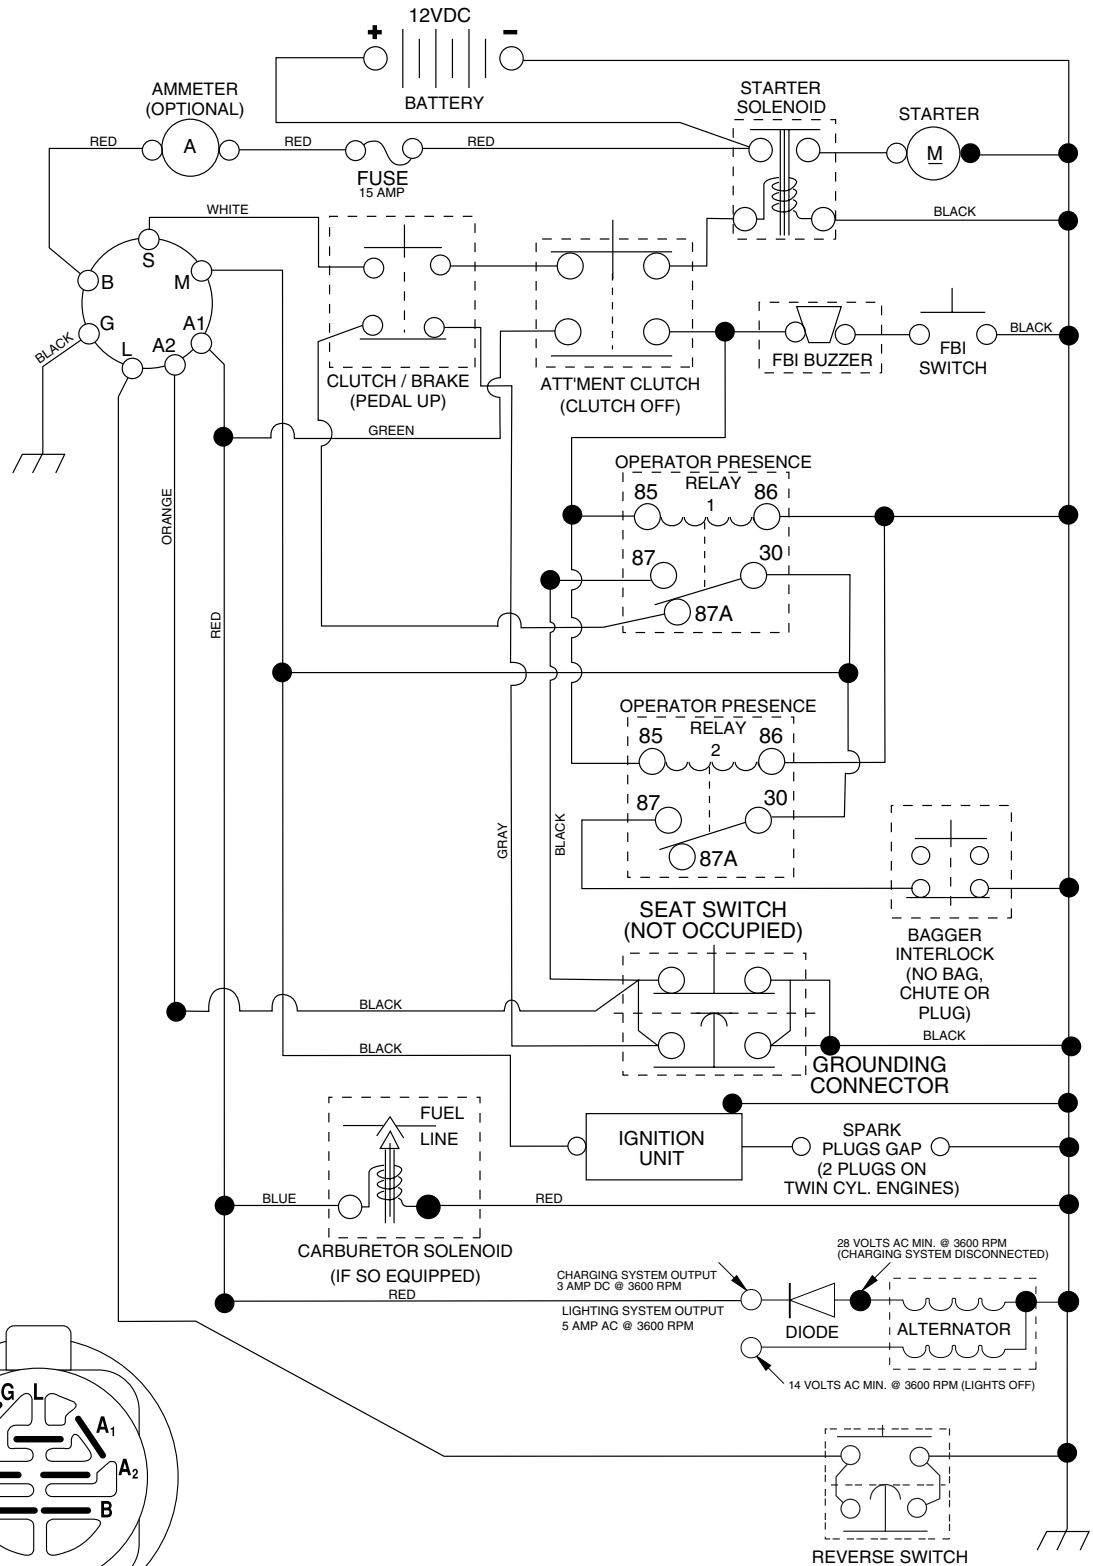 12VDC
+ −
BATTERY
AMMETER
(OPTIONAL)
RED
A
RED
FUSE
15 AMP
RED
STARTER
SOLENOID
STARTER
M
BLACK
WHITE
S
B
M
G
A1
L
A2
BLACK
CLUTCH / BRAKE
(PEDAL UP)
ATT'MENT CLUTCH
(CLUTCH OFF)
FBI BUZZER
FBI
SWITCH
BLACK
GREEN
ORANGE
RED
OPERATOR PRESENCE
RELAY
1
85
86
87
30
87A
OPERATOR PRESENCE
RELAY
2
85
86
87
30
87A
GRAY
BLACK
SEAT SWITCH
(NOT OCCUPIED)
BAGGER
INTERLOCK
(NO BAG,
CHUTE OR
PLUG)
BLACK
BLACK
BLACK
GROUNDING
CONNECTOR
FUEL
LINE
IGNITION
UNIT
SPARK
PLUGS GAP
(2 PLUGS ON
TWIN CYL. ENGINES)
BLUE
RED
CARBURETOR SOLENOID
(IF SO EQUIPPED)
RED
28 VOLTS AC MIN. @ 3600 RPM
(CHARGING SYSTEM DISCONNECTED)
CHARGING SYSTEM OUTPUT
3 AMP DC @ 3600 RPM
LIGHTING SYSTEM OUTPUT
5 AMP AC @ 3600 RPM
DIODE
ALTERNATOR
14 VOLTS AC MIN. @ 3600 RPM (LIGHTS OFF)
G L
A1
A2
B
REVERSE SWITCH